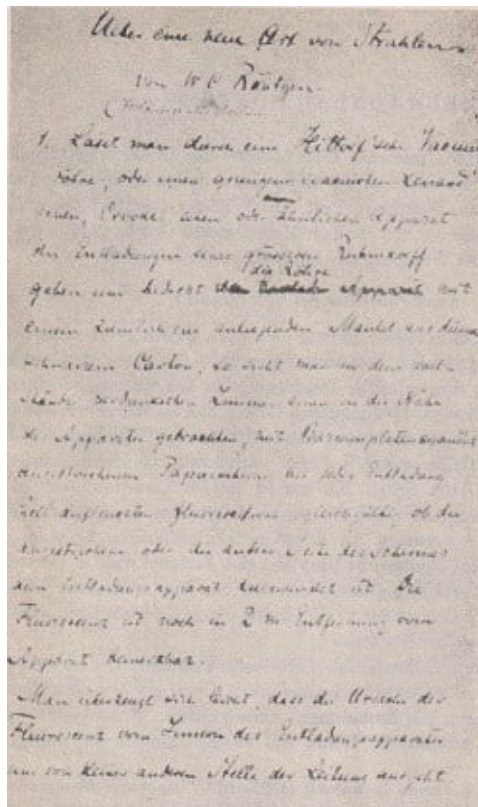 Ueber eine neue Art von Strahlen.
von W C Röntgen.
1. Lässt man durch eine Hittorf'sche Vacuum
röhre, oder einen genügend evacuirten Lenard'
schen, Crookes'schen oder ähnlichen Apparat
die Entladungen eines grösseren Ruhmkorff
die Röhre
gehen und bedeckt Apparat mit
einem ziemlich eng anliegenden Mantel aus dünnem
schwarzem Carton, so sieht man in dem voll-
ständig verdunkelten Zimmer einen in die Nähe
des Apparates gebrachten, mit Bariumplatincyanür
angestrichenen Papierschirm bei jeder Entladung
hell aufleuchten, fluoresciren, gleichgültig ob die
angestrichene oder die andere Seite des Schirmes
dem Entladungsapparat zugewendet ist. Die
Fluorescenz ist noch in 2 m Entfernung vom
Apparat bemerkbar.
Man überzeugt sich leicht, dass die Ursache der
Fluorescenz vom Innern des Entladungsapparates
und von keiner anderen Stelle der Leitung ausgeht.